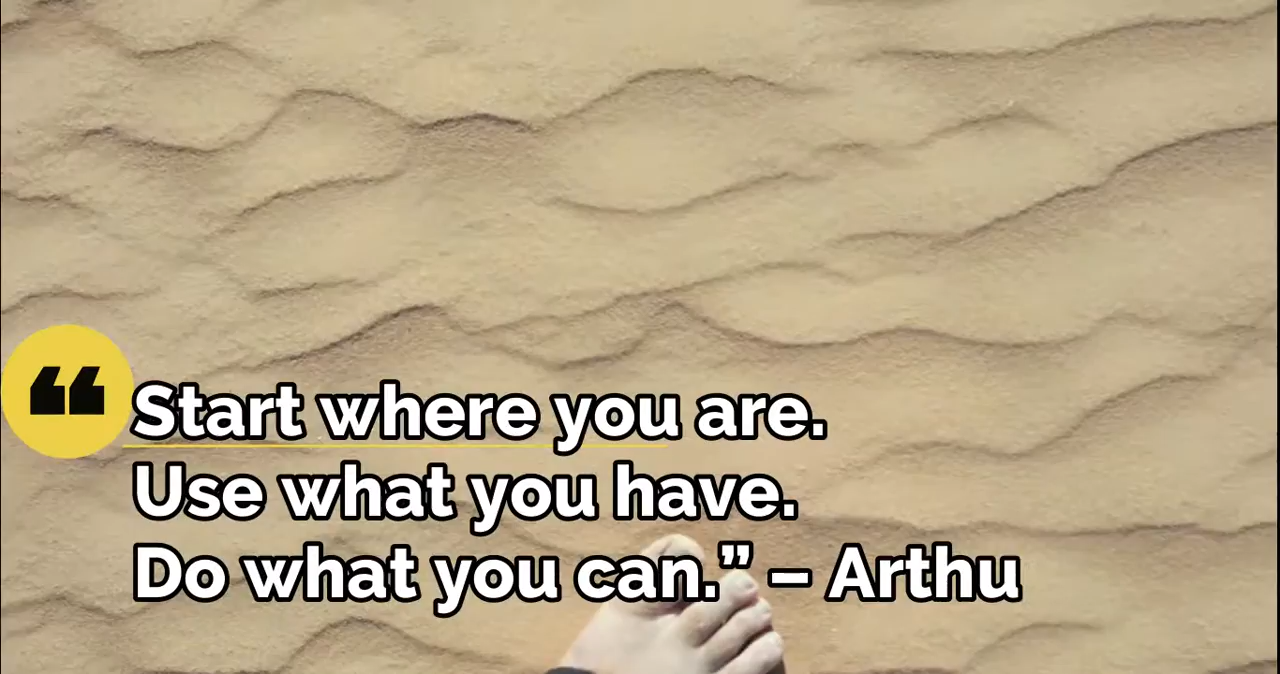 “Start where you are.
Use what you have.
Do what you can.” – Arthu